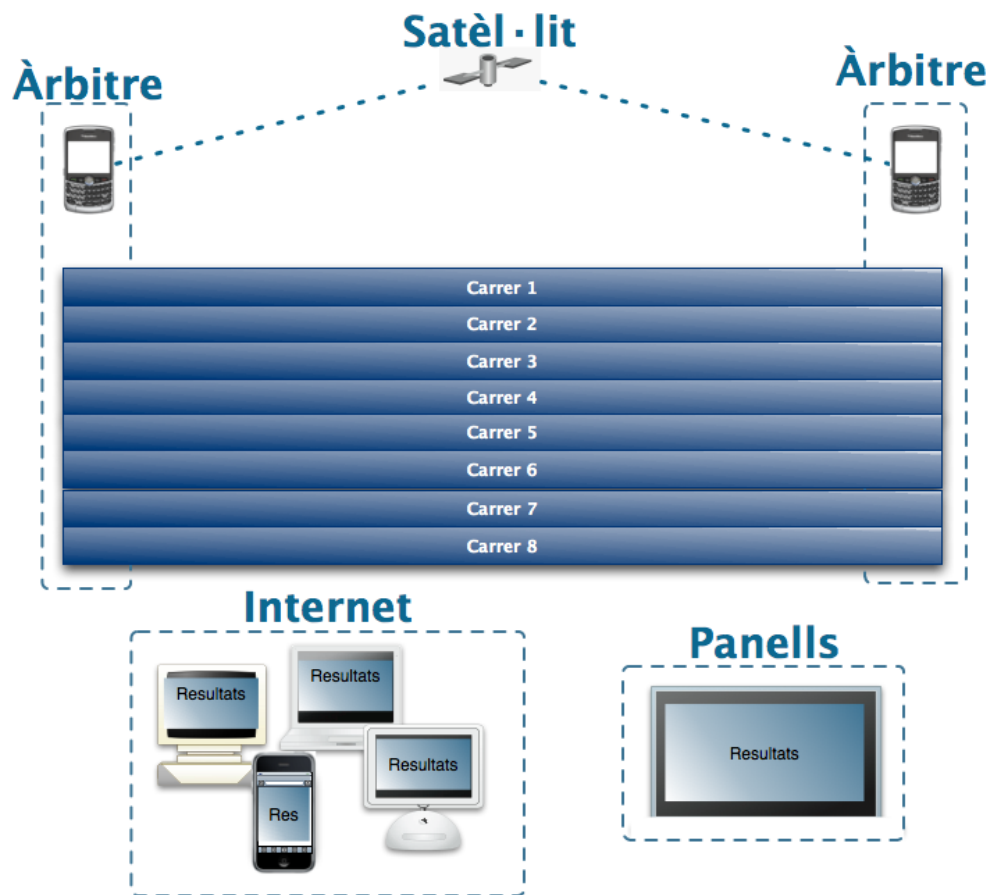 Satèl·lit
Àrbitre
Àrbitre
Carrer 1
Carrer 2
Carrer 3
Carrer 4
Carrer 5
Carrer 6
Carrer 7
Carrer 8
Internet
Panells
Resultats
Resultats
Resultats
Res
Resultats